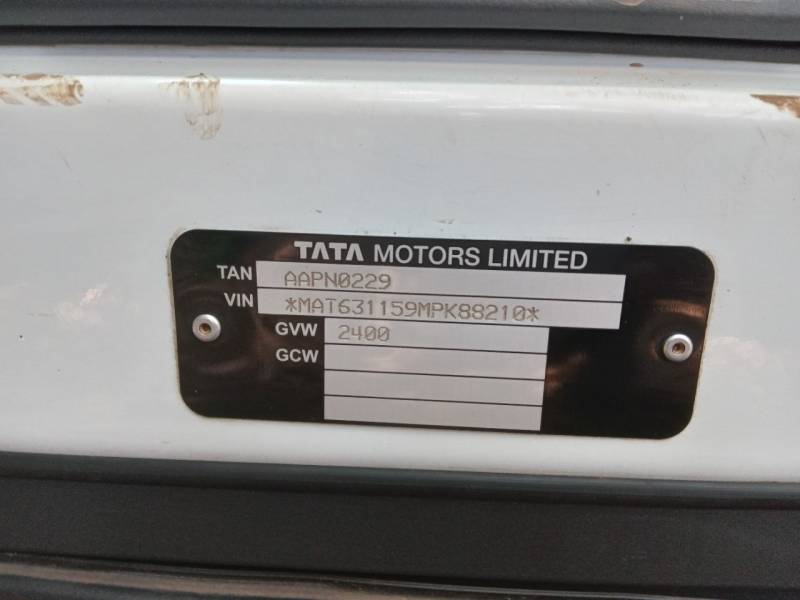 TATA MOTORS LIMITED
TAN AAPN0229
VIN *MAT631159MPK88210*
GVW 2400
GCW